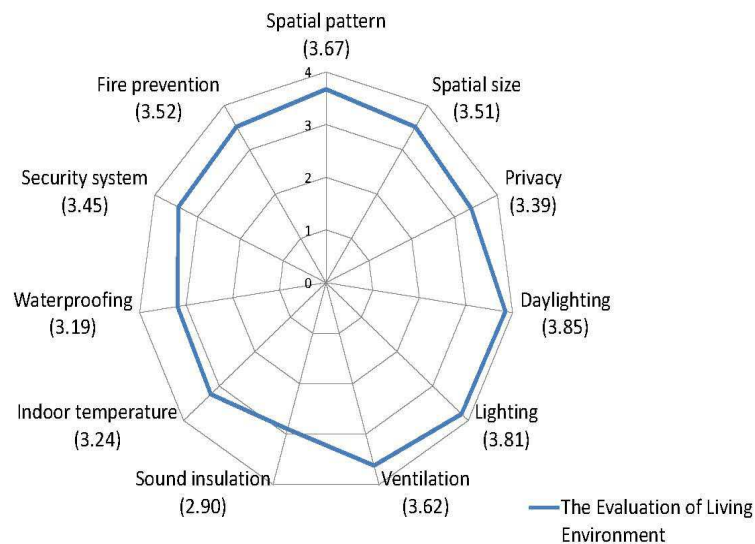 Spatial pattern
(3.67)
Fire prevention
(3.52)
Spatial size
(3.51)
Security system
(3.45)
Privacy
(3.39)
Waterproofing
(3.19)
Daylighting
(3.85)
Indoor temperature
(3.24)
Lighting
(3.81)
Sound insulation
(2.90)
Ventilation
(3.62)
4
3
2
1
0
The Evaluation of Living
Environment